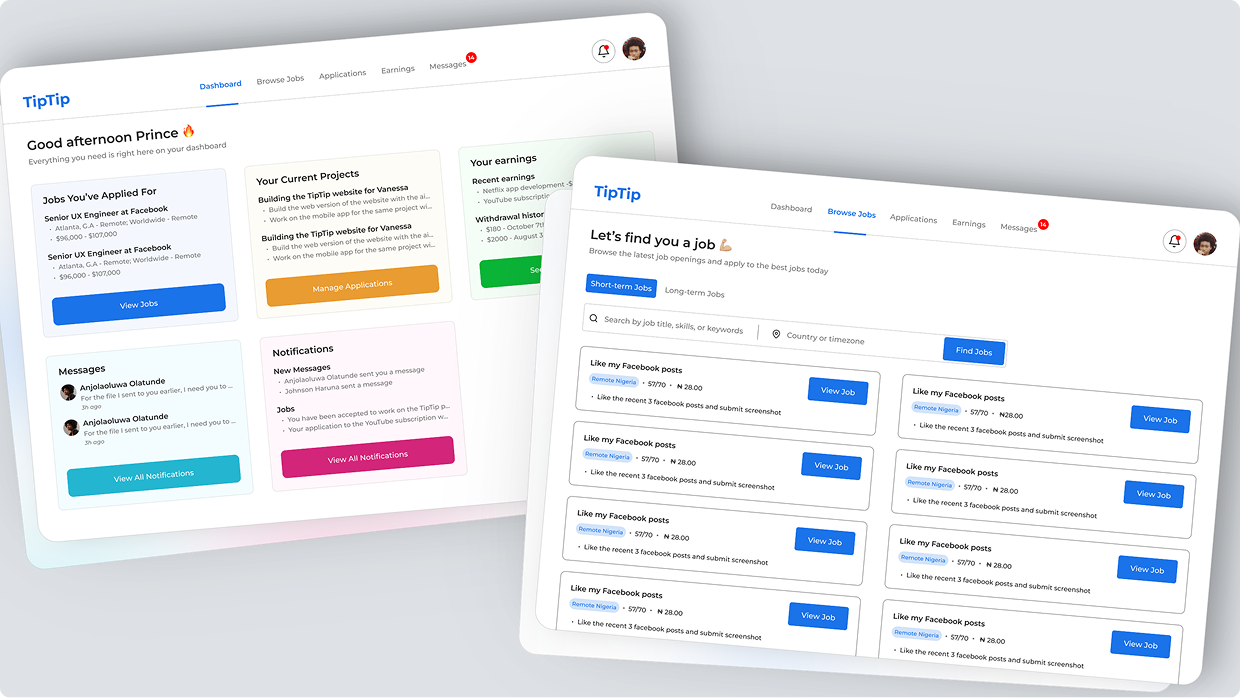 TipTip
Dashboard
Browse Jobs
Applications
Earnings
Messages
14
Good afternoon Prince 🔥
Everything you need is right here on your dashboard
Jobs You've Applied For
Senior UX Engineer at Facebook
• Atlanta, G.A - Remote; Worldwide - Remote
• $96,000 - $107,000
Senior UX Engineer at Facebook
• Atlanta, G.A - Remote; Worldwide - Remote
• $96,000 - $107,000
View Jobs
Your Current Projects
Building the TipTip website for Vanessa
• Build the web version of the website with the ai...
• Work on the mobile app for the same project wi...
Building the TipTip website for Vanessa
• Build the web version of the website with the ai...
• Work on the mobile app for the same project wi...
Manage Applications
Your earnings
Recent earnings
• Netflix app development -$
• YouTube subscriptio
Withdrawal histor
• $180 - October 7th
• $2000 - August 3
Se
Messages
Anjolaoluwa Olatunde
For the file I sent to you earlier, I need you to ...
3h ago
Anjolaoluwa Olatunde
For the file I sent to you earlier, I need you to ...
3h ago
View All Notifications
Notifications
New Messages
• Anjolaoluwa Olatunde sent you a message
• Johnson Haruna sent a message
Jobs
• You have been accepted to work on the TipTip p...
• Your application to the YouTube subscription w...
View All Notifications
TipTip
Dashboard
Browse Jobs
Applications
Earnings
Messages
14
Let's find you a job 💪🏼
Browse the latest job openings and apply to the best jobs today
Short-term Jobs
Long-term Jobs
Search by job title, skills, or keywords
Country or timezone
Find Jobs
Like my Facebook posts
Remote Nigeria • 57/70 • ₦ 28.00
• Like the recent 3 facebook posts and submit screenshot
View Job
Like my Facebook posts
Remote Nigeria • 57/70 • ₦28.00
• Like the recent 3 facebook posts and submit screenshot
View Job
Like my Facebook posts
Remote Nigeria • 57/70 • ₦ 28.00
• Like the recent 3 facebook posts and submit screenshot
View Job
Like my Facebook posts
Remote Nigeria • 57/70 • ₦ 28.00
• Like the recent 3 facebook posts and submit screenshot
View Job
Like my Facebook posts
Remote Nigeria • 57/70 • ₦ 28.00
• Like the recent 3 facebook posts and submit screenshot
View Job
Like my Facebook posts
Remote Nigeria • 57/70 • ₦ 28.00
• Like the recent 3 facebook posts and submit screenshot
View Job
Like my Facebook posts
Remote Nigeria • 57/70 • ₦ 28.00
• Like the recent 3 facebook posts and submit screenshot
View Job
Like my Facebook posts
Remote Nigeria • 57/70 • ₦ 28.00
• Like the recent 3 facebook posts and submit screenshot
View Job